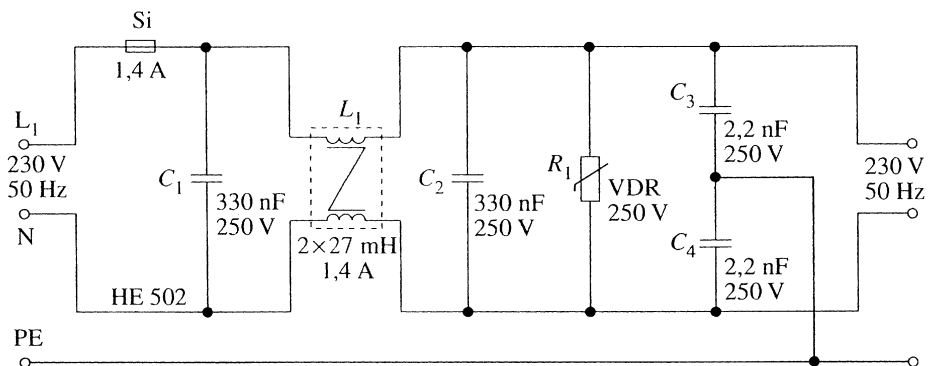 Si
1,4 A
L₁
230 V
50 Hz
N
C₁
330 nF
250 V
L₁
2×27 mH
1,4 A
C₂
330 nF
250 V
R₁
VDR
250 V
C₃
2,2 nF
250 V
C₄
2,2 nF
250 V
230 V
50 Hz
HE 502
PE